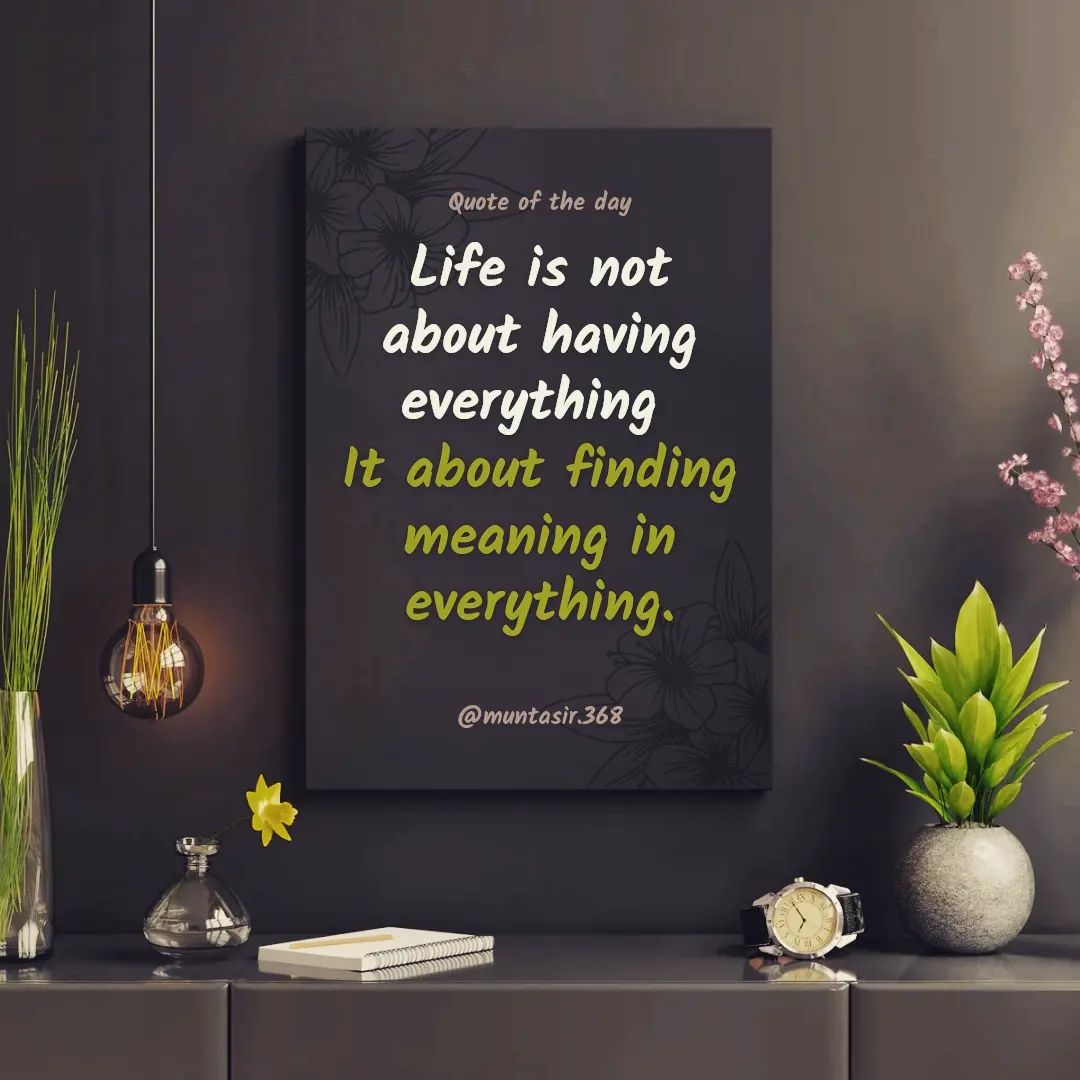 Quote of the day
Life is not
about having
everything
It about finding
meaning in
everything.
@muntasir.368